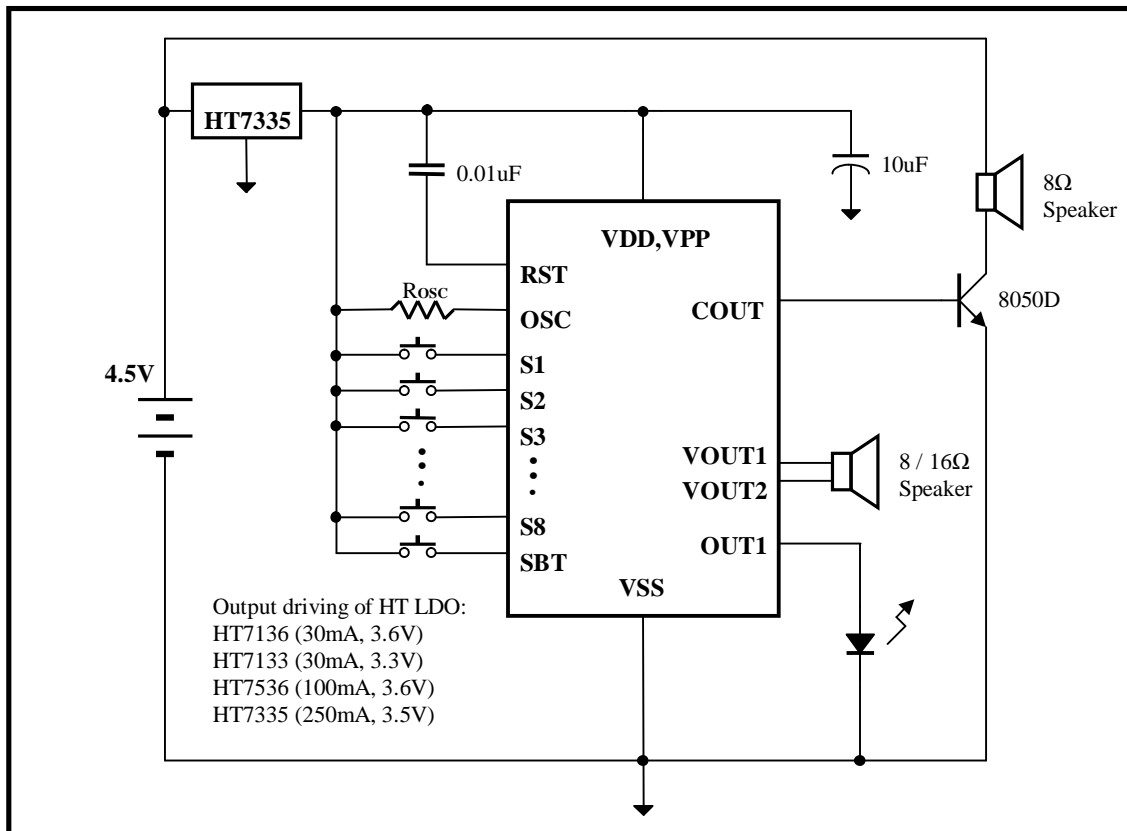 HT7335
0.01uF
10uF
8Ω
Speaker
VDD,VPP
RST
Rosc
OSC
COUT
8050D
S1
4.5V
S2
S3
VOUT1
8 / 16Ω
VOUT2
Speaker
S8
OUT1
SBT
VSS
Output driving of HT LDO:
HT7136 (30mA, 3.6V)
HT7133 (30mA, 3.3V)
HT7536 (100mA, 3.6V)
HT7335 (250mA, 3.5V)